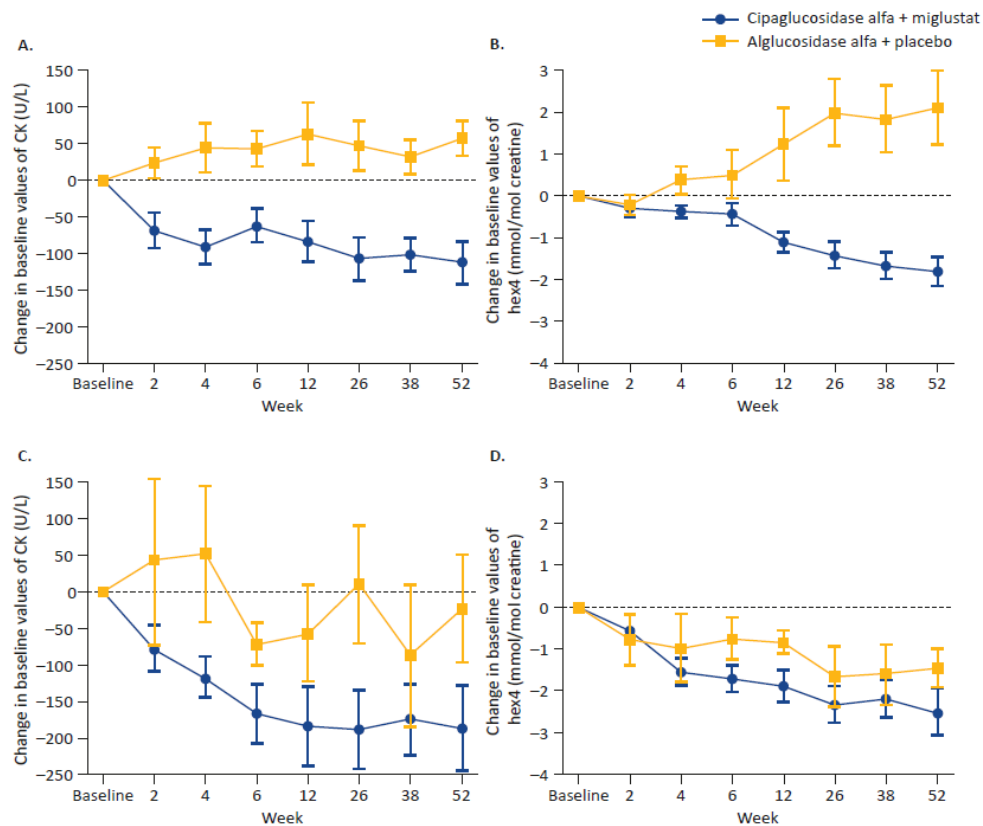 Cipaglucosidase alfa + miglustat
Alglucosidase alfa + placebo
A.
Change in baseline values of CK (U/L)
150
100
50
0
−50
−100
−150
−200
−250
Baseline 2 4 6 12 26 38 52
Week
B.
Change in baseline values of
hex4 (mmol/mol creatine)
3
2
1
0
−1
−2
−3
−4
Baseline 2 4 6 12 26 38 52
Week
C.
Change in baseline values of CK (U/L)
150
100
50
0
−50
−100
−150
−200
−250
Baseline 2 4 6 12 26 38 52
Week
D.
Change in baseline values of
hex4 (mmol/mol creatine)
3
2
1
0
−1
−2
−3
−4
Baseline 2 4 6 12 26 38 52
Week